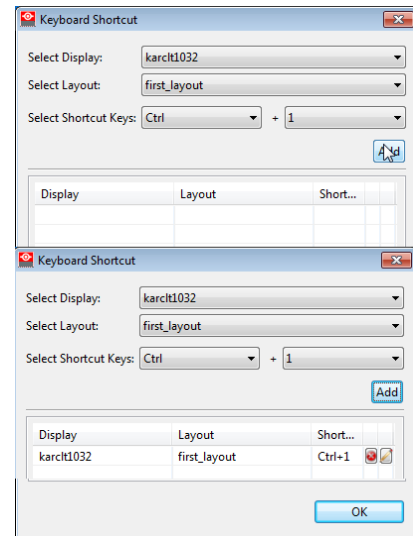 Keyboard Shortcut
Select Display: karclt1032
Select Layout: first_layout
Select Shortcut Keys: Ctrl + 1
Add
Display Layout Short...
Keyboard Shortcut
Select Display: karclt1032
Select Layout: first_layout
Select Shortcut Keys: Ctrl + 1
Add
Display Layout Short...
karclt1032 first_layout Ctrl+1
OK